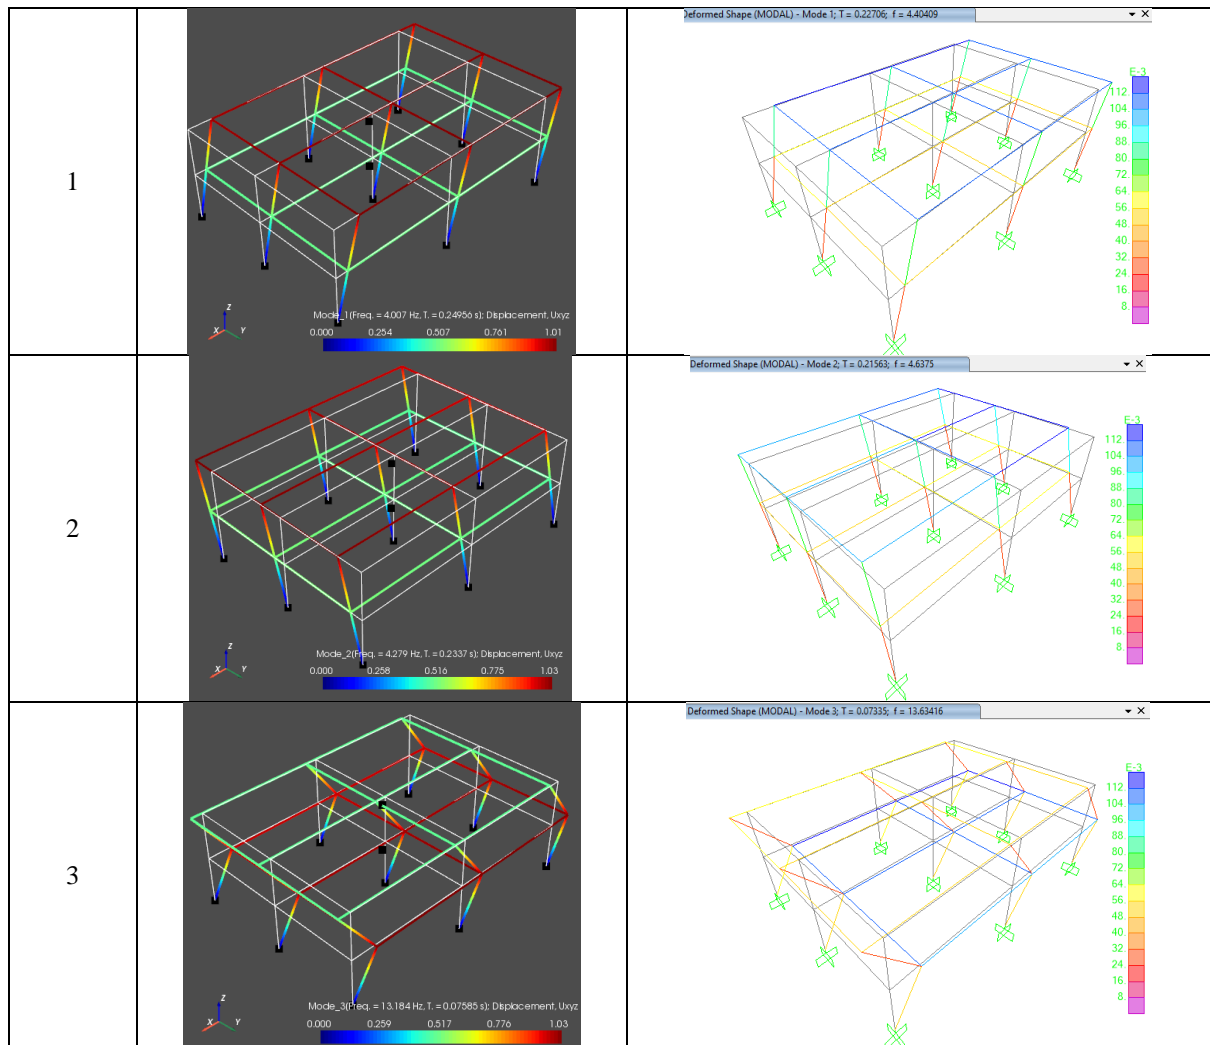 1
Mode_1(Freq. = 4.007 Hz, T. = 0.24956 s); Displacement, Uxyz
0.000 0.254 0.507 0.761 1.01
Z
X Y
Deformed Shape (MODAL) - Mode 1; T = 0.22706; f = 4.40409
E-3
112.
104.
96.
88.
80.
72.
64.
56.
48.
40.
32.
24.
16.
8.
2
Mode_2(Freq. = 4.279 Hz, T. = 0.2337 s); Displacement, Uxyz
0.000 0.258 0.516 0.775 1.03
Z
X Y
Deformed Shape (MODAL) - Mode 2; T = 0.21563; f = 4.6375
E-3
112.
104.
96.
88.
80.
72.
64.
56.
48.
40.
32.
24.
16.
8.
3
Mode_3(Freq. = 13.184 Hz, T. = 0.07585 s); Displacement, Uxyz
0.000 0.259 0.517 0.776 1.03
Z
X Y
Deformed Shape (MODAL) - Mode 3; T = 0.07335; f = 13.63416
E-3
112.
104.
96.
88.
80.
72.
64.
56.
48.
40.
32.
24.
16.
8.